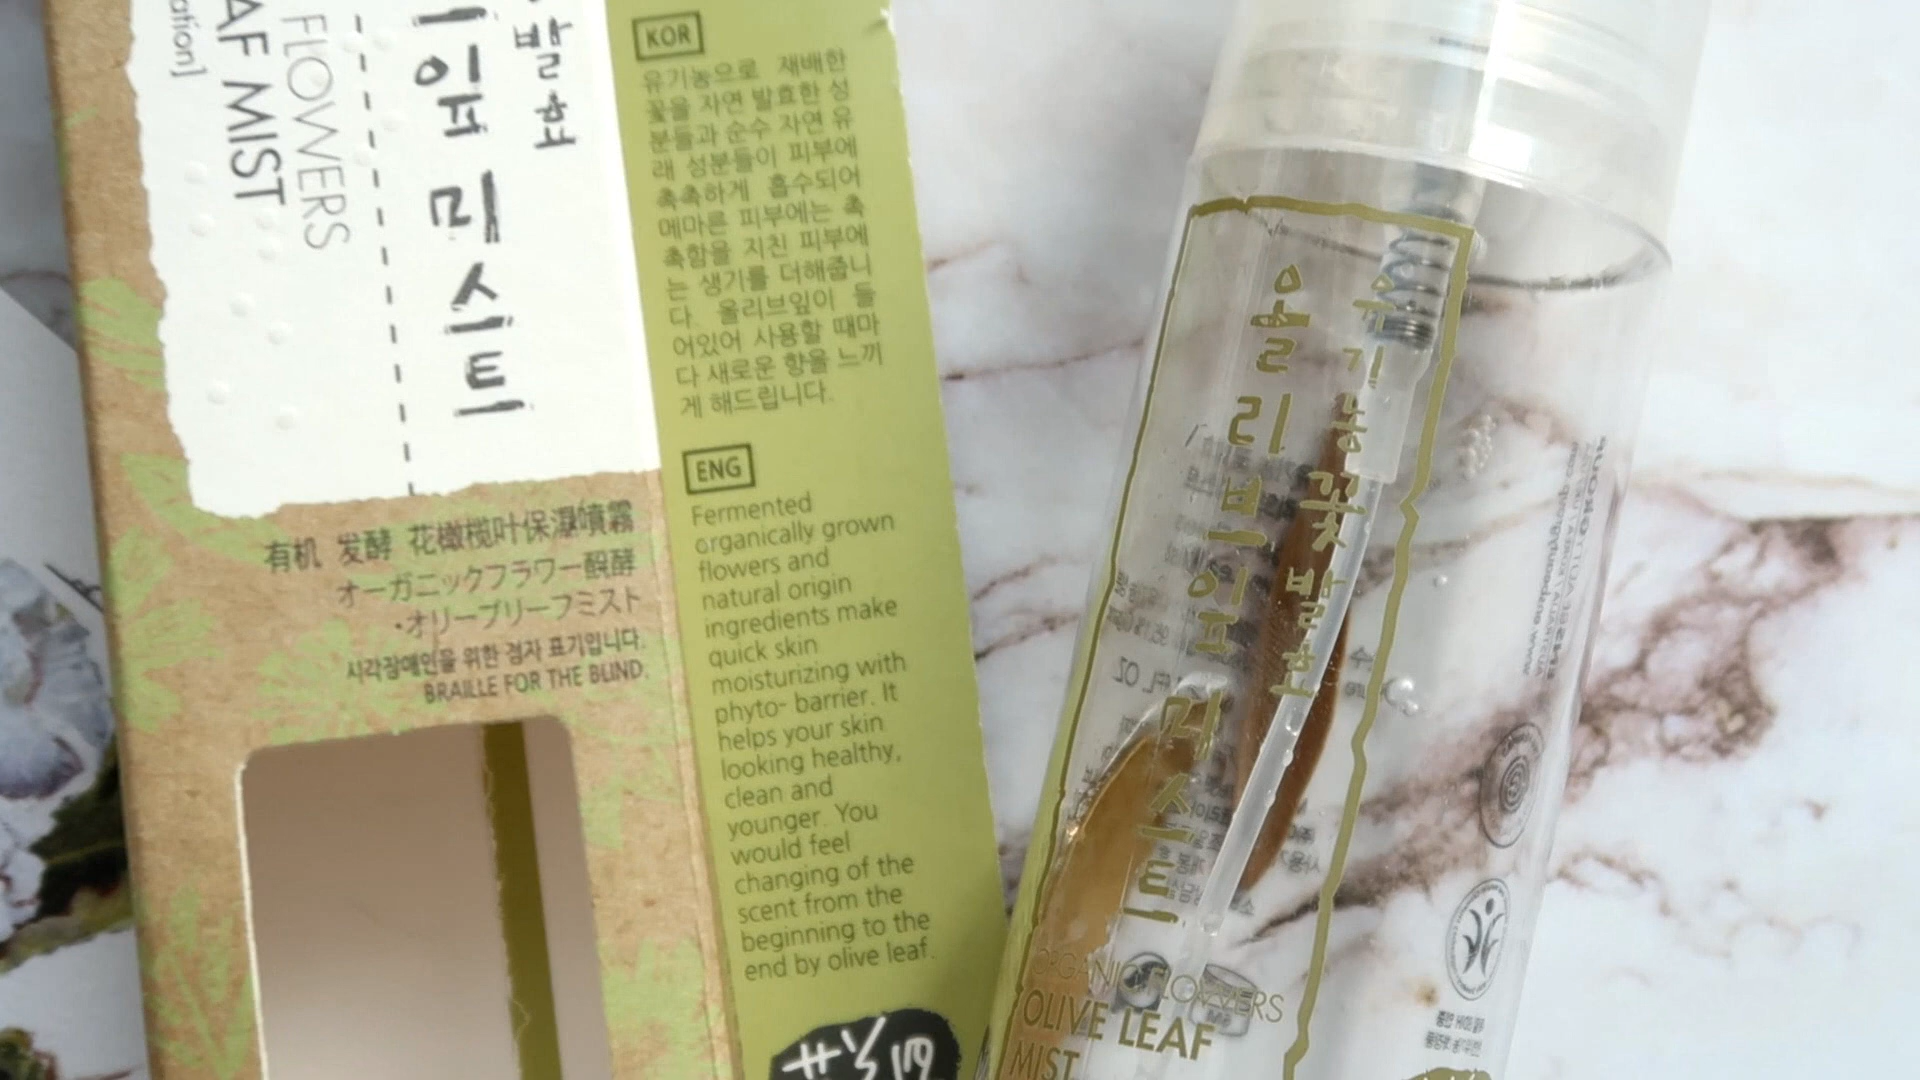 발효
잎 미스트
FLOWERS
AF MIST
ation]
有机 发酵 花橄榄叶保濕噴霧
オーガニックフラワー醗酵
・オリーブリーフミスト
시각장애인을 위한 점자 표기입니다.
BRAILLE FOR THE BLIND.
KOR
유기농으로 재배한
꽃을 자연 발효한 성
분들과 순수 자연 유
래 성분들이 피부에
촉촉하게 흡수되어
메마른 피부에는 촉
촉함을 지친 피부에
는 생기를 더해줍니
다. 올리브잎이 들
어있어 사용할 때마
다 새로운 향을 느끼
게 해드립니다.
ENG
Fermented
organically grown
flowers and
natural origin
ingredients make
quick skin
moisturizing with
phyto- barrier. It
helps your skin
looking healthy,
clean and
younger. You
would feel
changing of the
scent from the
beginning to the
end by olive leaf.
유기농 꽃 발효
올리브 잎 미스트
ORGANIC FLOWERS
OLIVE LEAF
MIST